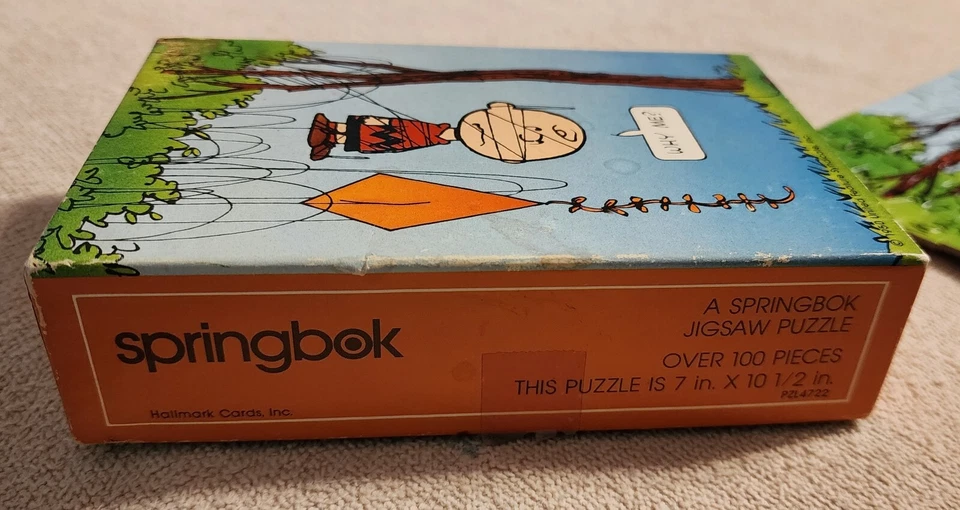 WHY ME?
springbok
Hallmark Cards, Inc.
A SPRINGBOK
JIGSAW PUZZLE
OVER 100 PIECES
THIS PUZZLE IS 7 in. X 10 1/2 in.
PZL4722